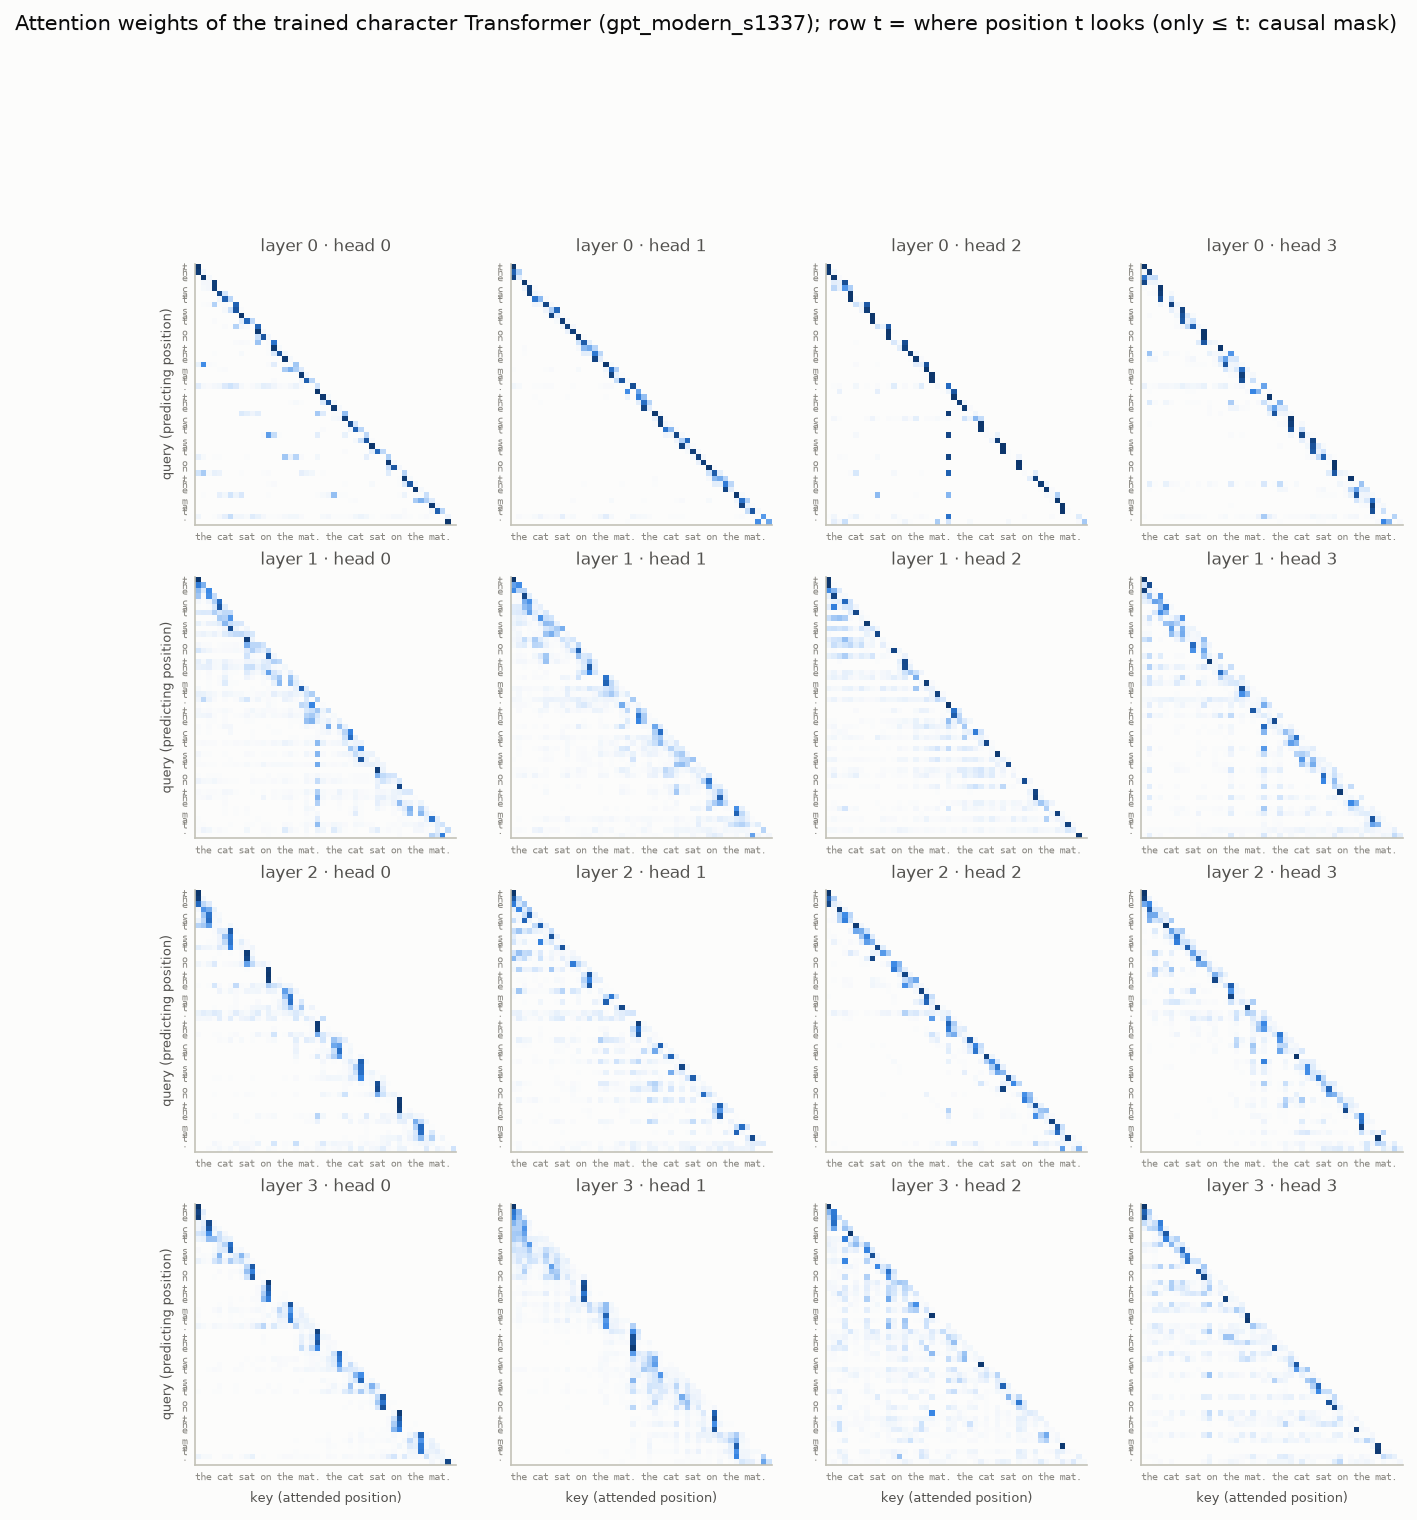 Attention weights of the trained character Transformer (gpt_modern_s1337); row t = where position t looks (only ≤ t: causal mask)
layer 0 · head 0
layer 0 · head 1
layer 0 · head 2
layer 0 · head 3
query (predicting position)
the cat sat on the mat. the cat sat on the mat.
the cat sat on the mat. the cat sat on the mat.
the cat sat on the mat. the cat sat on the mat.
the cat sat on the mat. the cat sat on the mat.
layer 1 · head 0
layer 1 · head 1
layer 1 · head 2
layer 1 · head 3
query (predicting position)
the cat sat on the mat. the cat sat on the mat.
the cat sat on the mat. the cat sat on the mat.
the cat sat on the mat. the cat sat on the mat.
the cat sat on the mat. the cat sat on the mat.
layer 2 · head 0
layer 2 · head 1
layer 2 · head 2
layer 2 · head 3
query (predicting position)
the cat sat on the mat. the cat sat on the mat.
the cat sat on the mat. the cat sat on the mat.
the cat sat on the mat. the cat sat on the mat.
the cat sat on the mat. the cat sat on the mat.
layer 3 · head 0
layer 3 · head 1
layer 3 · head 2
layer 3 · head 3
query (predicting position)
the cat sat on the mat. the cat sat on the mat.
the cat sat on the mat. the cat sat on the mat.
the cat sat on the mat. the cat sat on the mat.
the cat sat on the mat. the cat sat on the mat.
key (attended position)
key (attended position)
key (attended position)
key (attended position)